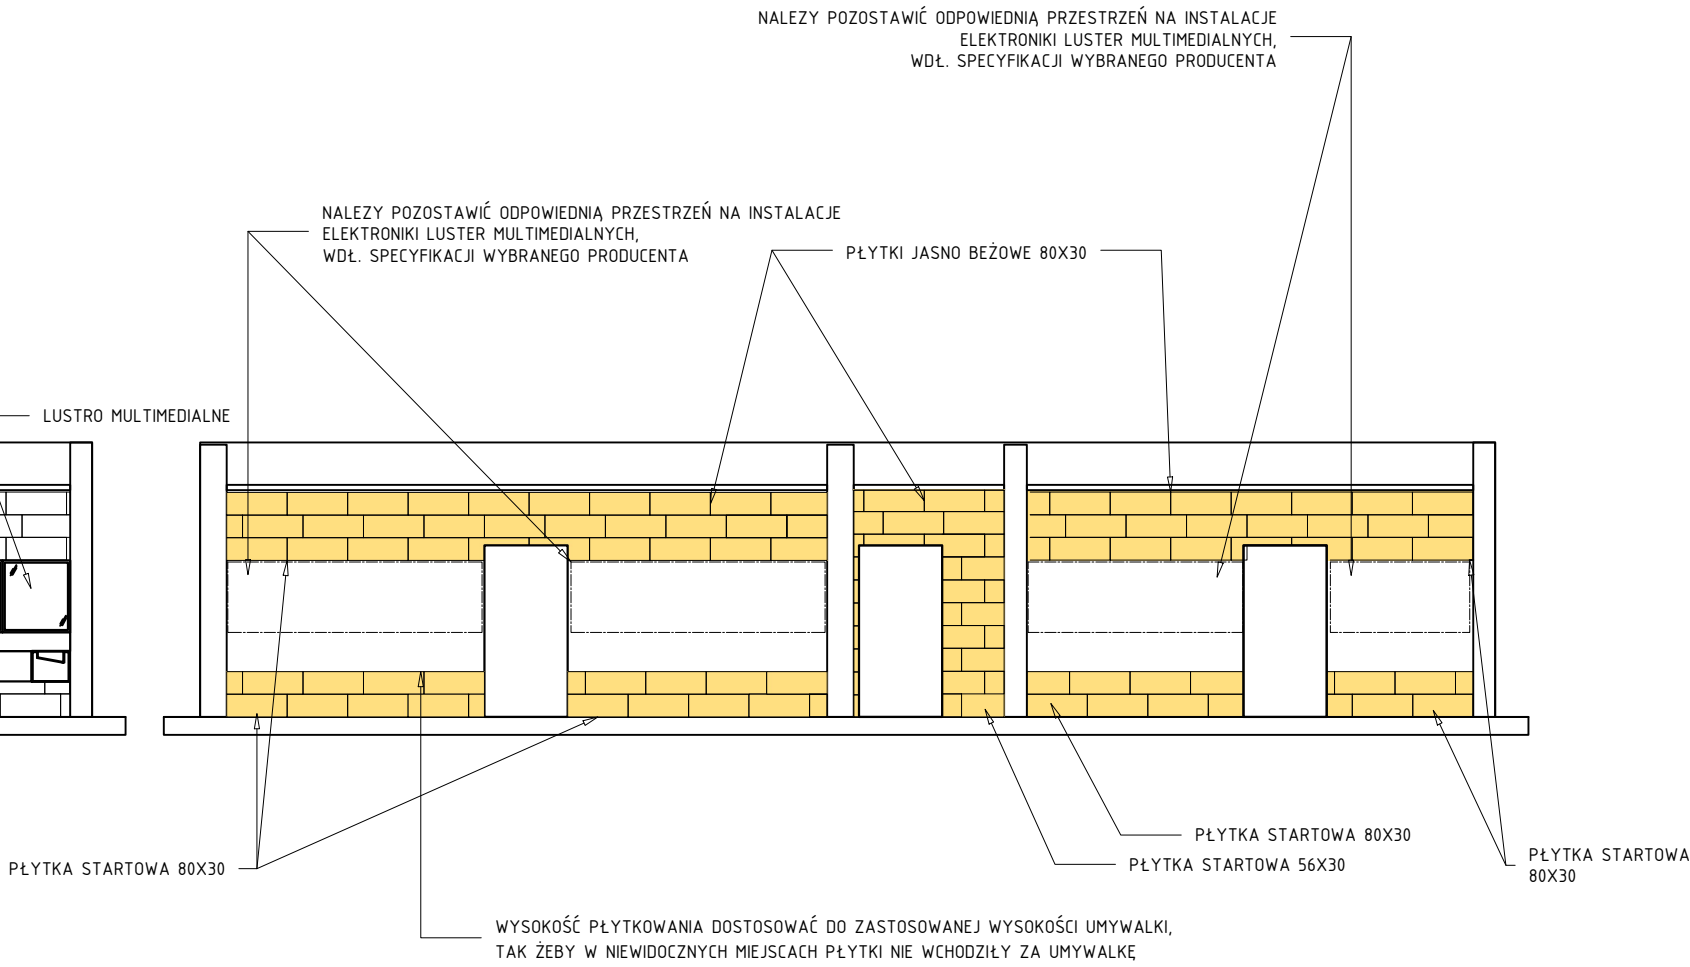 NALEZY POZOSTAWIĆ ODPOWIEDNIĄ PRZESTRZEŃ NA INSTALACJE
ELEKTRONIKI LUSTER MULTIMEDIALNYCH,
WDŁ. SPECYFIKACJI WYBRANEGO PRODUCENTA
NALEZY POZOSTAWIĆ ODPOWIEDNIĄ PRZESTRZEŃ NA INSTALACJE
ELEKTRONIKI LUSTER MULTIMEDIALNYCH,
WDŁ. SPECYFIKACJI WYBRANEGO PRODUCENTA
PŁYTKI JASNO BEŻOWE 80X30
LUSTRO MULTIMEDIALNE
PŁYTKA STARTOWA 80X30
PŁYTKA STARTOWA 80X30
PŁYTKA STARTOWA 56X30
PŁYTKA STARTOWA
80X30
WYSOKOŚĆ PŁYTKOWANIA DOSTOSOWAĆ DO ZASTOSOWANEJ WYSOKOŚCI UMYWALKI,
TAK ŻEBY W NIEWIDOCZNYCH MIEJSCACH PŁYTKI NIE WCHODZIŁY ZA UMYWALKĘ